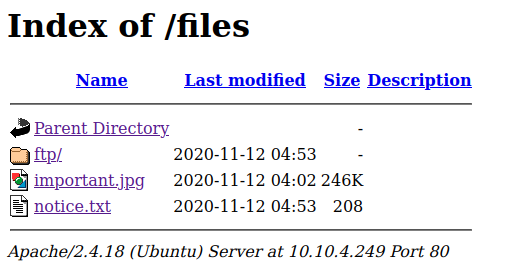 Index of /files
Name Last modified Size Description
Parent Directory -
ftp/ 2020-11-12 04:53 -
important.jpg 2020-11-12 04:02 246K
notice.txt 2020-11-12 04:53 208
Apache/2.4.18 (Ubuntu) Server at 10.10.4.249 Port 80